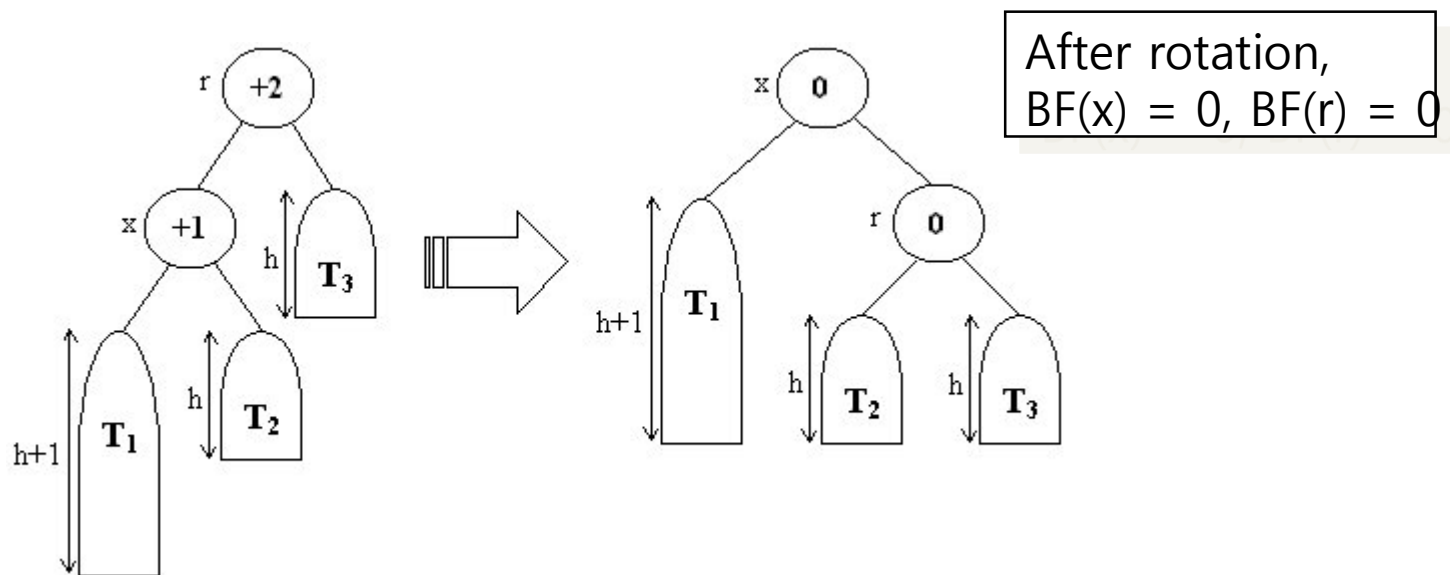 After rotation,
BF(x) = 0, BF(r) = 0
r +2
x +1
h T₃
h+1 T₁
h T₂
x 0
r 0
h+1 T₁
h T₂
h T₃